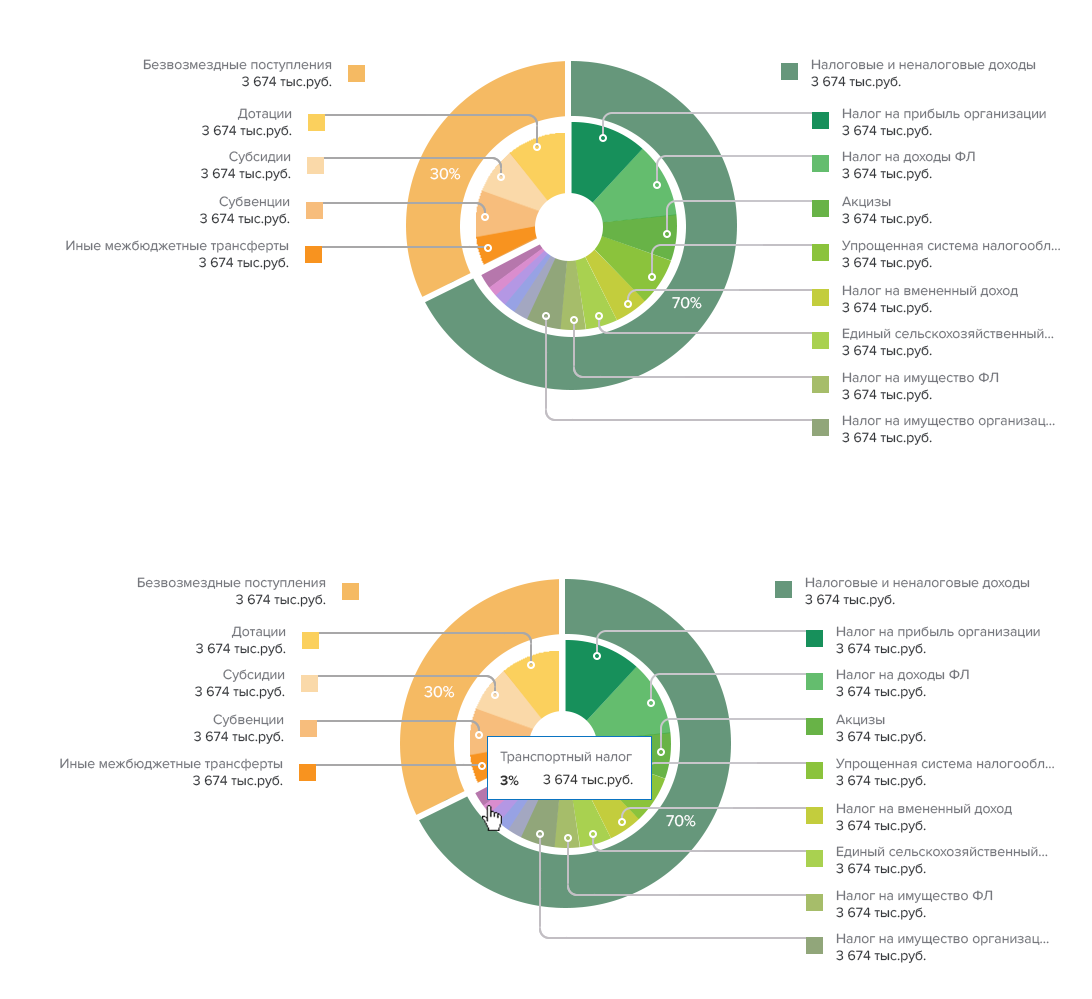 Безвозмездные поступления
3 674 тыс.руб.
Дотации
3 674 тыс.руб.
Субсидии
3 674 тыс.руб.
Субвенции
3 674 тыс.руб.
Иные межбюджетные трансферты
3 674 тыс.руб.
30%
70%
Налоговые и неналоговые доходы
3 674 тыс.руб.
Налог на прибыль организации
3 674 тыс.руб.
Налог на доходы ФЛ
3 674 тыс.руб.
Акцизы
3 674 тыс.руб.
Упрощенная система налогообл...
3 674 тыс.руб.
Налог на вмененный доход
3 674 тыс.руб.
Единый сельскохозяйственный...
3 674 тыс.руб.
Налог на имущество ФЛ
3 674 тыс.руб.
Налог на имущество организац...
3 674 тыс.руб.
Безвозмездные поступления
3 674 тыс.руб.
Дотации
3 674 тыс.руб.
Субсидии
3 674 тыс.руб.
Субвенции
3 674 тыс.руб.
Иные межбюджетные трансферты
3 674 тыс.руб.
30%
Транспортный налог
3% 3 674 тыс.руб.
70%
Налоговые и неналоговые доходы
3 674 тыс.руб.
Налог на прибыль организации
3 674 тыс.руб.
Налог на доходы ФЛ
3 674 тыс.руб.
Акцизы
3 674 тыс.руб.
Упрощенная система налогообл...
3 674 тыс.руб.
Налог на вмененный доход
3 674 тыс.руб.
Единый сельскохозяйственный...
3 674 тыс.руб.
Налог на имущество ФЛ
3 674 тыс.руб.
Налог на имущество организац...
3 674 тыс.руб.